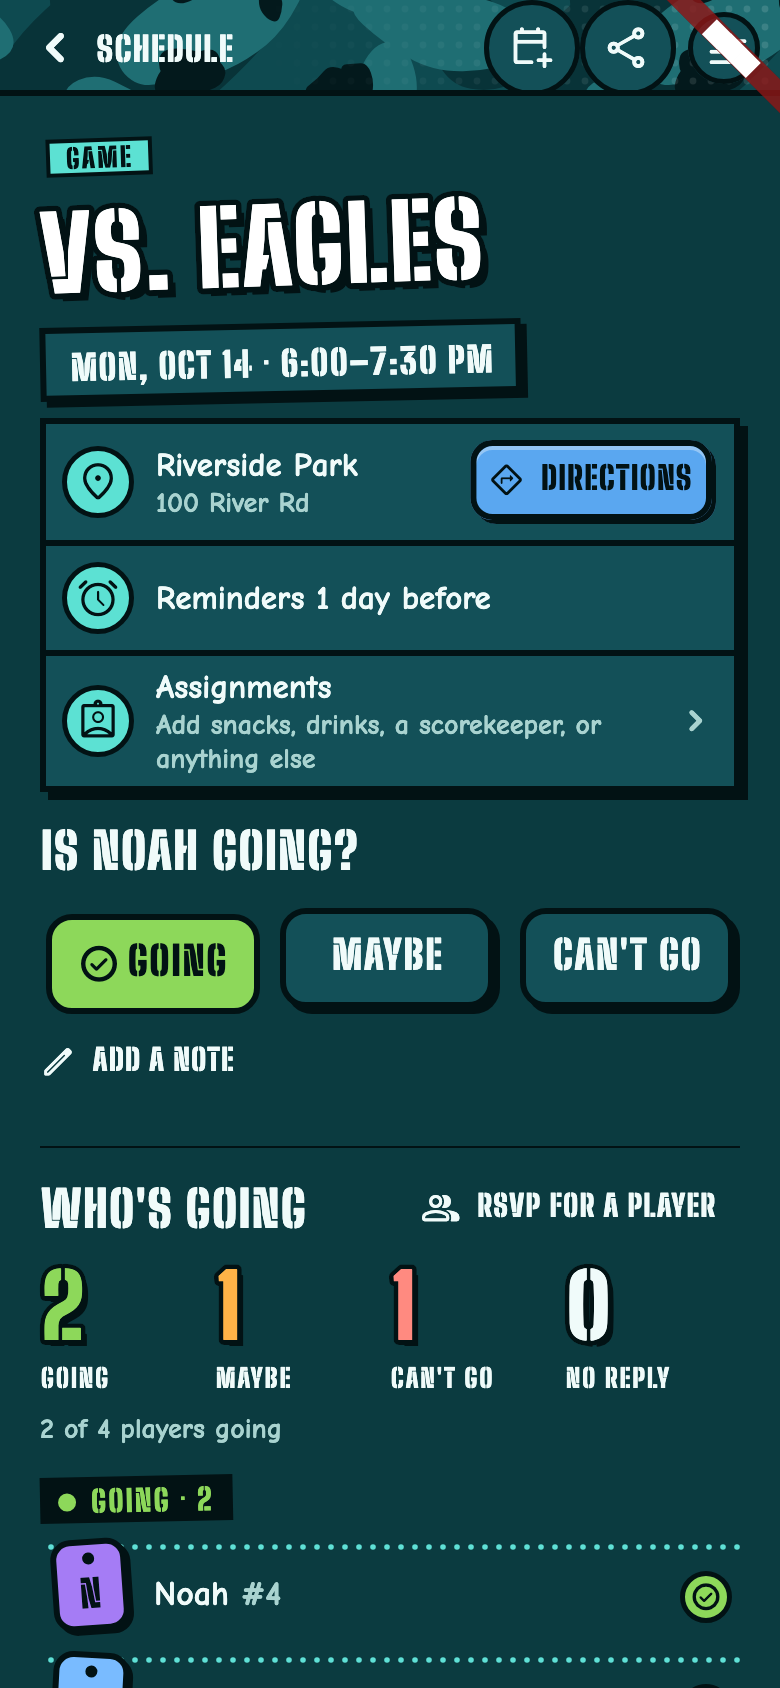 SCHEDULE
GAME
VS. EAGLES
MON, OCT 14 · 6:00–7:30 PM
Riverside Park
100 River Rd
DIRECTIONS
Reminders 1 day before
Assignments
Add snacks, drinks, a scorekeeper, or
anything else
IS NOAH GOING?
GOING
MAYBE
CAN'T GO
ADD A NOTE
WHO'S GOING
RSVP FOR A PLAYER
2
1
1
0
GOING
MAYBE
CAN'T GO
NO REPLY
2 of 4 players going
GOING · 2
N
Noah #4